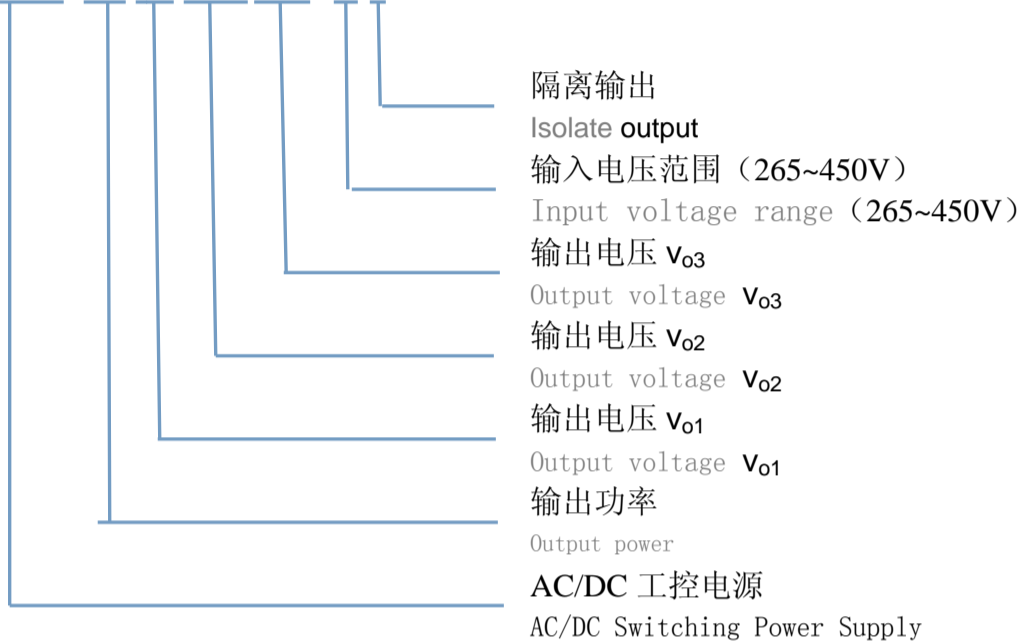 隔离输出
Isolate output
输入电压范围（265~450V）
Input voltage range（265~450V）
输出电压 Vo3
Output voltage Vo3
输出电压 Vo2
Output voltage Vo2
输出电压 Vo1
Output voltage Vo1
输出功率
Output power
AC/DC 工控电源
AC/DC Switching Power Supply